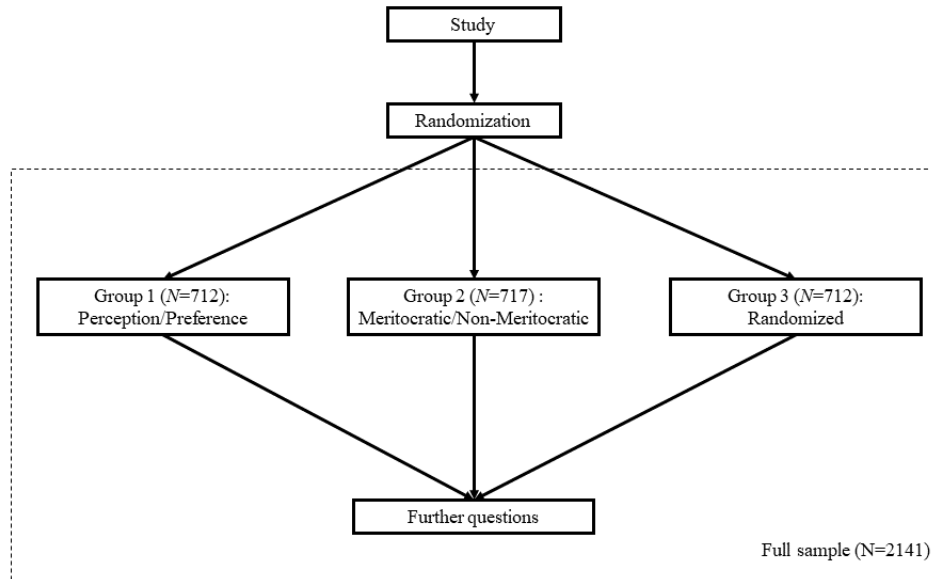 Study
Randomization
Group 1 (N=712):
Perception/Preference
Group 2 (N=717) :
Meritocratic/Non-Meritocratic
Group 3 (N=712):
Randomized
Further questions
Full sample (N=2141)